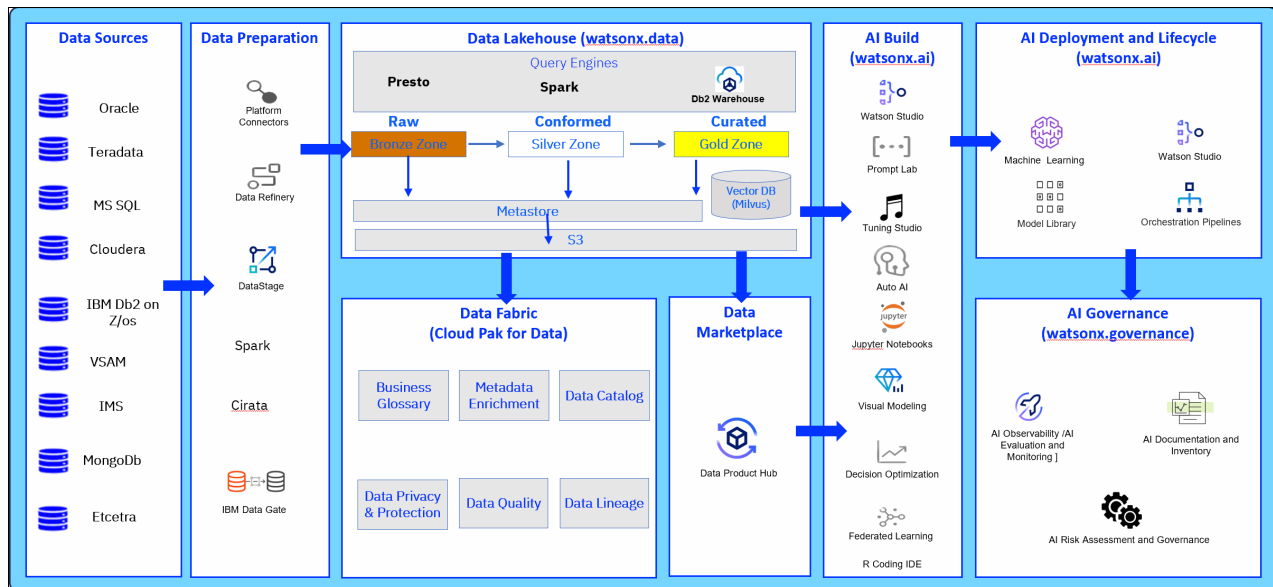 Data Sources
Oracle
Teradata
MS SQL
Cloudera
IBM Db2 on
Z/os
VSAM
IMS
MongoDb
Etcetra
Data Preparation
Platform
Connectors
Data Refinery
DataStage
Spark
Cirata
IBM Data Gate
Data Lakehouse (watsonx.data)
Query Engines
Presto
Spark
Db2 Warehouse
Raw
Conformed
Curated
Bronze Zone
Silver Zone
Gold Zone
Vector DB
(Milvus)
Metastore
S3
Data Fabric
(Cloud Pak for Data)
Business
Glossary
Metadata
Enrichment
Data Catalog
Data Privacy
& Protection
Data Quality
Data Lineage
Data
Marketplace
Data Product Hub
AI Build
(watsonx.ai)
Watson Studio
Prompt Lab
Tuning Studio
Auto AI
jupyter
Jupyter Notebooks
Visual Modeling
Decision Optimization
Federated Learning
R Coding IDE
AI Deployment and Lifecycle
(watsonx.ai)
Machine Learning
Watson Studio
Model Library
Orchestration Pipelines
AI Governance
(watsonx.governance)
AI Observability /AI
Evaluation and
Monitoring ]
AI Documentation and
Inventory
AI Risk Assessment and Governance